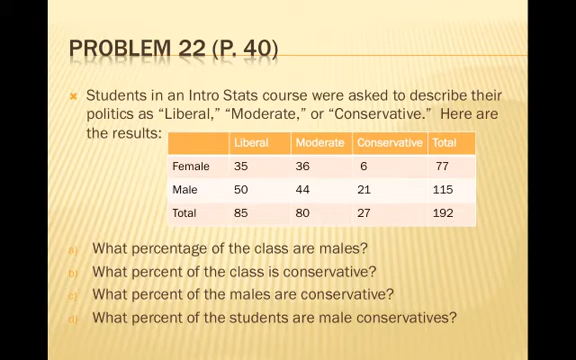 PROBLEM 22 (P. 40)
Students in an Intro Stats course were asked to describe their
politics as “Liberal,” “Moderate,” or “Conservative.” Here are
the results:
Liberal Moderate Conservative Total
Female 35 36 6 77
Male 50 44 21 115
Total 85 80 27 192
a) What percentage of the class are males?
b) What percent of the class is conservative?
c) What percent of the males are conservative?
d) What percent of the students are male conservatives?